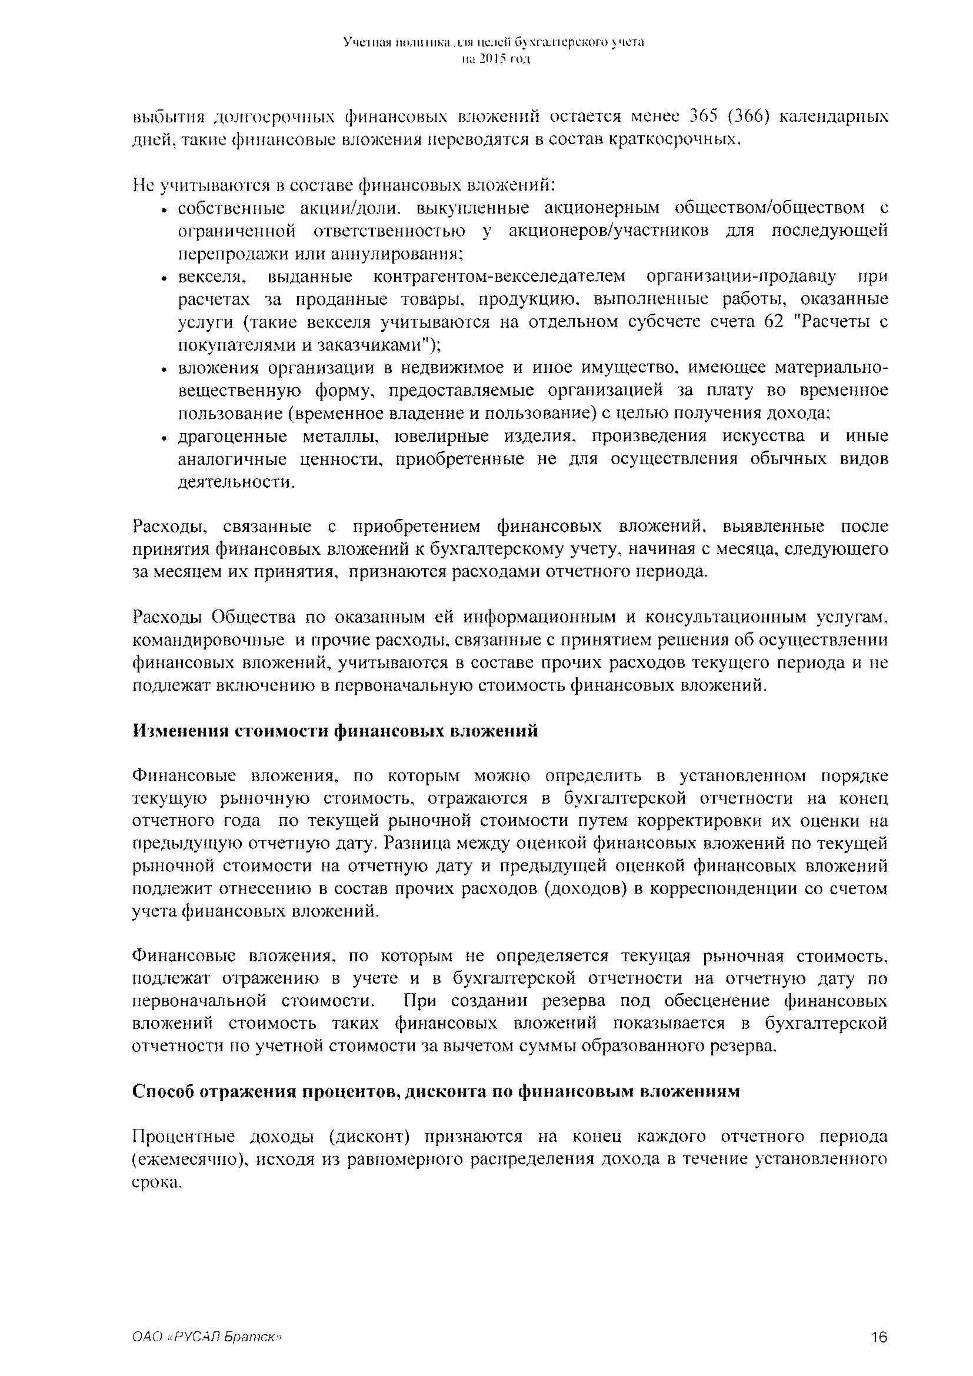 Учетная политика для целей бухгалтерского учета
на 2015 год
выбытия долгосрочных финансовых вложений остается менее 365 (366) календарных
дней, такие финансовые вложения переводятся в состав краткосрочных.
Не учитываются в составе финансовых вложений:
• собственные акции/доли, выкупленные акционерным обществом/обществом с
ограниченной ответственностью у акционеров/участников для последующей
перепродажи или аннулирования;
• векселя, выданные контрагентом-векселедателем организации-продавцу при
расчетах за проданные товары, продукцию, выполненные работы, оказанные
услуги (такие векселя учитываются на отдельном субсчете счета 62 "Расчеты с
покупателями и заказчиками");
• вложения организации в недвижимое и иное имущество, имеющее материально-
вещественную форму, предоставляемые организацией за плату во временное
пользование (временное владение и пользование) с целью получения дохода;
• драгоценные металлы, ювелирные изделия, произведения искусства и иные
аналогичные ценности, приобретенные не для осуществления обычных видов
деятельности.
Расходы, связанные с приобретением финансовых вложений, выявленные после
принятия финансовых вложений к бухгалтерскому учету, начиная с месяца, следующего
за месяцем их принятия, признаются расходами отчетного периода.
Расходы Общества по оказанным ей информационным и консультационным услугам,
командировочные и прочие расходы, связанные с принятием решения об осуществлении
финансовых вложений, учитываются в составе прочих расходов текущего периода и не
подлежат включению в первоначальную стоимость финансовых вложений.
Изменения стоимости финансовых вложений
Финансовые вложения, по которым можно определить в установленном порядке
текущую рыночную стоимость, отражаются в бухгалтерской отчетности на конец
отчетного года по текущей рыночной стоимости путем корректировки их оценки на
предыдущую отчетную дату. Разница между оценкой финансовых вложений по текущей
рыночной стоимости на отчетную дату и предыдущей оценкой финансовых вложений
подлежит отнесению в состав прочих расходов (доходов) в корреспонденции со счетом
учета финансовых вложений.
Финансовые вложения, по которым не определяется текущая рыночная стоимость,
подлежат отражению в учете и в бухгалтерской отчетности на отчетную дату по
первоначальной стоимости. При создании резерва под обесценение финансовых
вложений стоимость таких финансовых вложений показывается в бухгалтерской
отчетности по учетной стоимости за вычетом суммы образованного резерва.
Способ отражения процентов, дисконта по финансовым вложениям
Процентные доходы (дисконт) признаются на конец каждого отчетного периода
(ежемесячно), исходя из равномерного распределения дохода в течение установленного
срока.
ОАО «РУСАЛ Братск»
16